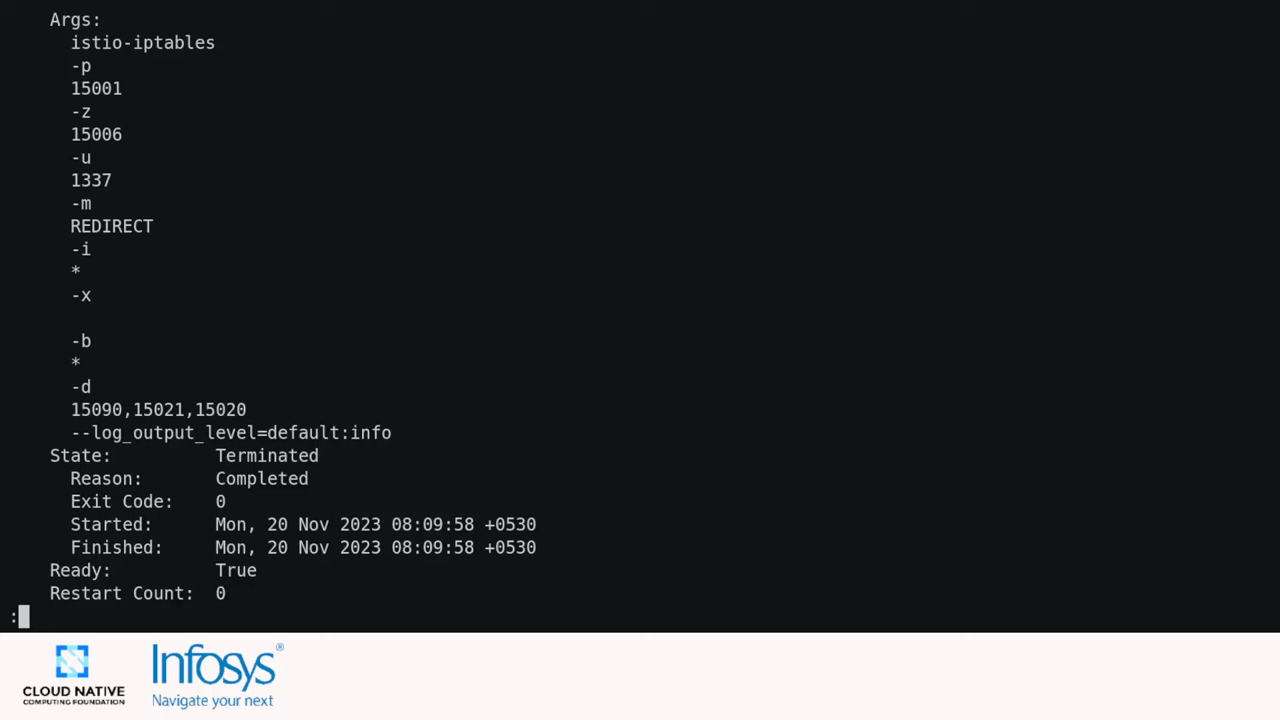 Args:
istio-iptables
-p
15001
-z
15006
-u
1337
-m
REDIRECT
-i
*
-x
-b
*
-d
15090,15021,15020
--log_output_level=default:info
State: Terminated
Reason: Completed
Exit Code: 0
Started: Mon, 20 Nov 2023 08:09:58 +0530
Finished: Mon, 20 Nov 2023 08:09:58 +0530
Ready: True
Restart Count: 0
:
CLOUD NATIVE
COMPUTING FOUNDATION
Infosys®
Navigate your next